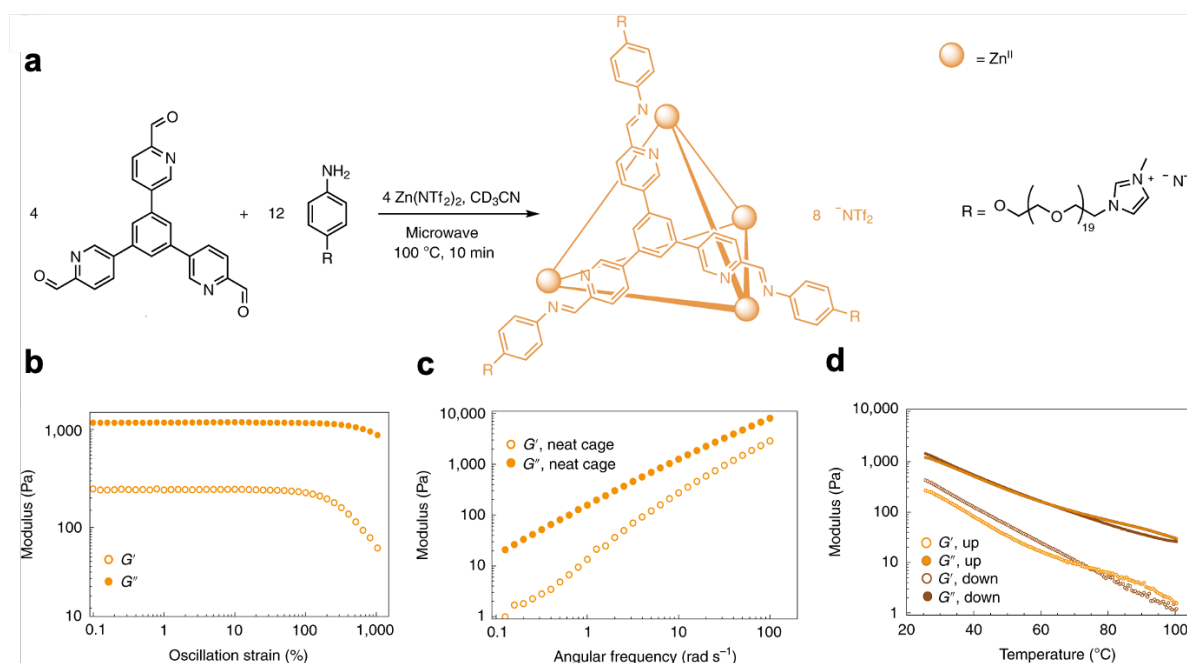 a
R
R
= Zn^II
O
N
NH2
N
4
+ 12
4 Zn(NTf2)2, CD3CN
Microwave
100 °C, 10 min
N
N
O
N
N
O
R
N
N
N
N
R
R
8 ⁻NTf2
R =
O
O
19
N
N
+
⁻N
b
1,000
100
10
Modulus (Pa)
G′
G″
0.1
1
10
100
1,000
Oscillation strain (%)
c
10,000
1,000
100
10
1
Modulus (Pa)
G′, neat cage
G″, neat cage
1
10
100
Angular frequency (rad s⁻¹)
d
10,000
1,000
100
10
1
Modulus (Pa)
G′, up
G″, up
G′, down
G″, down
20
40
60
80
100
Temperature (°C)